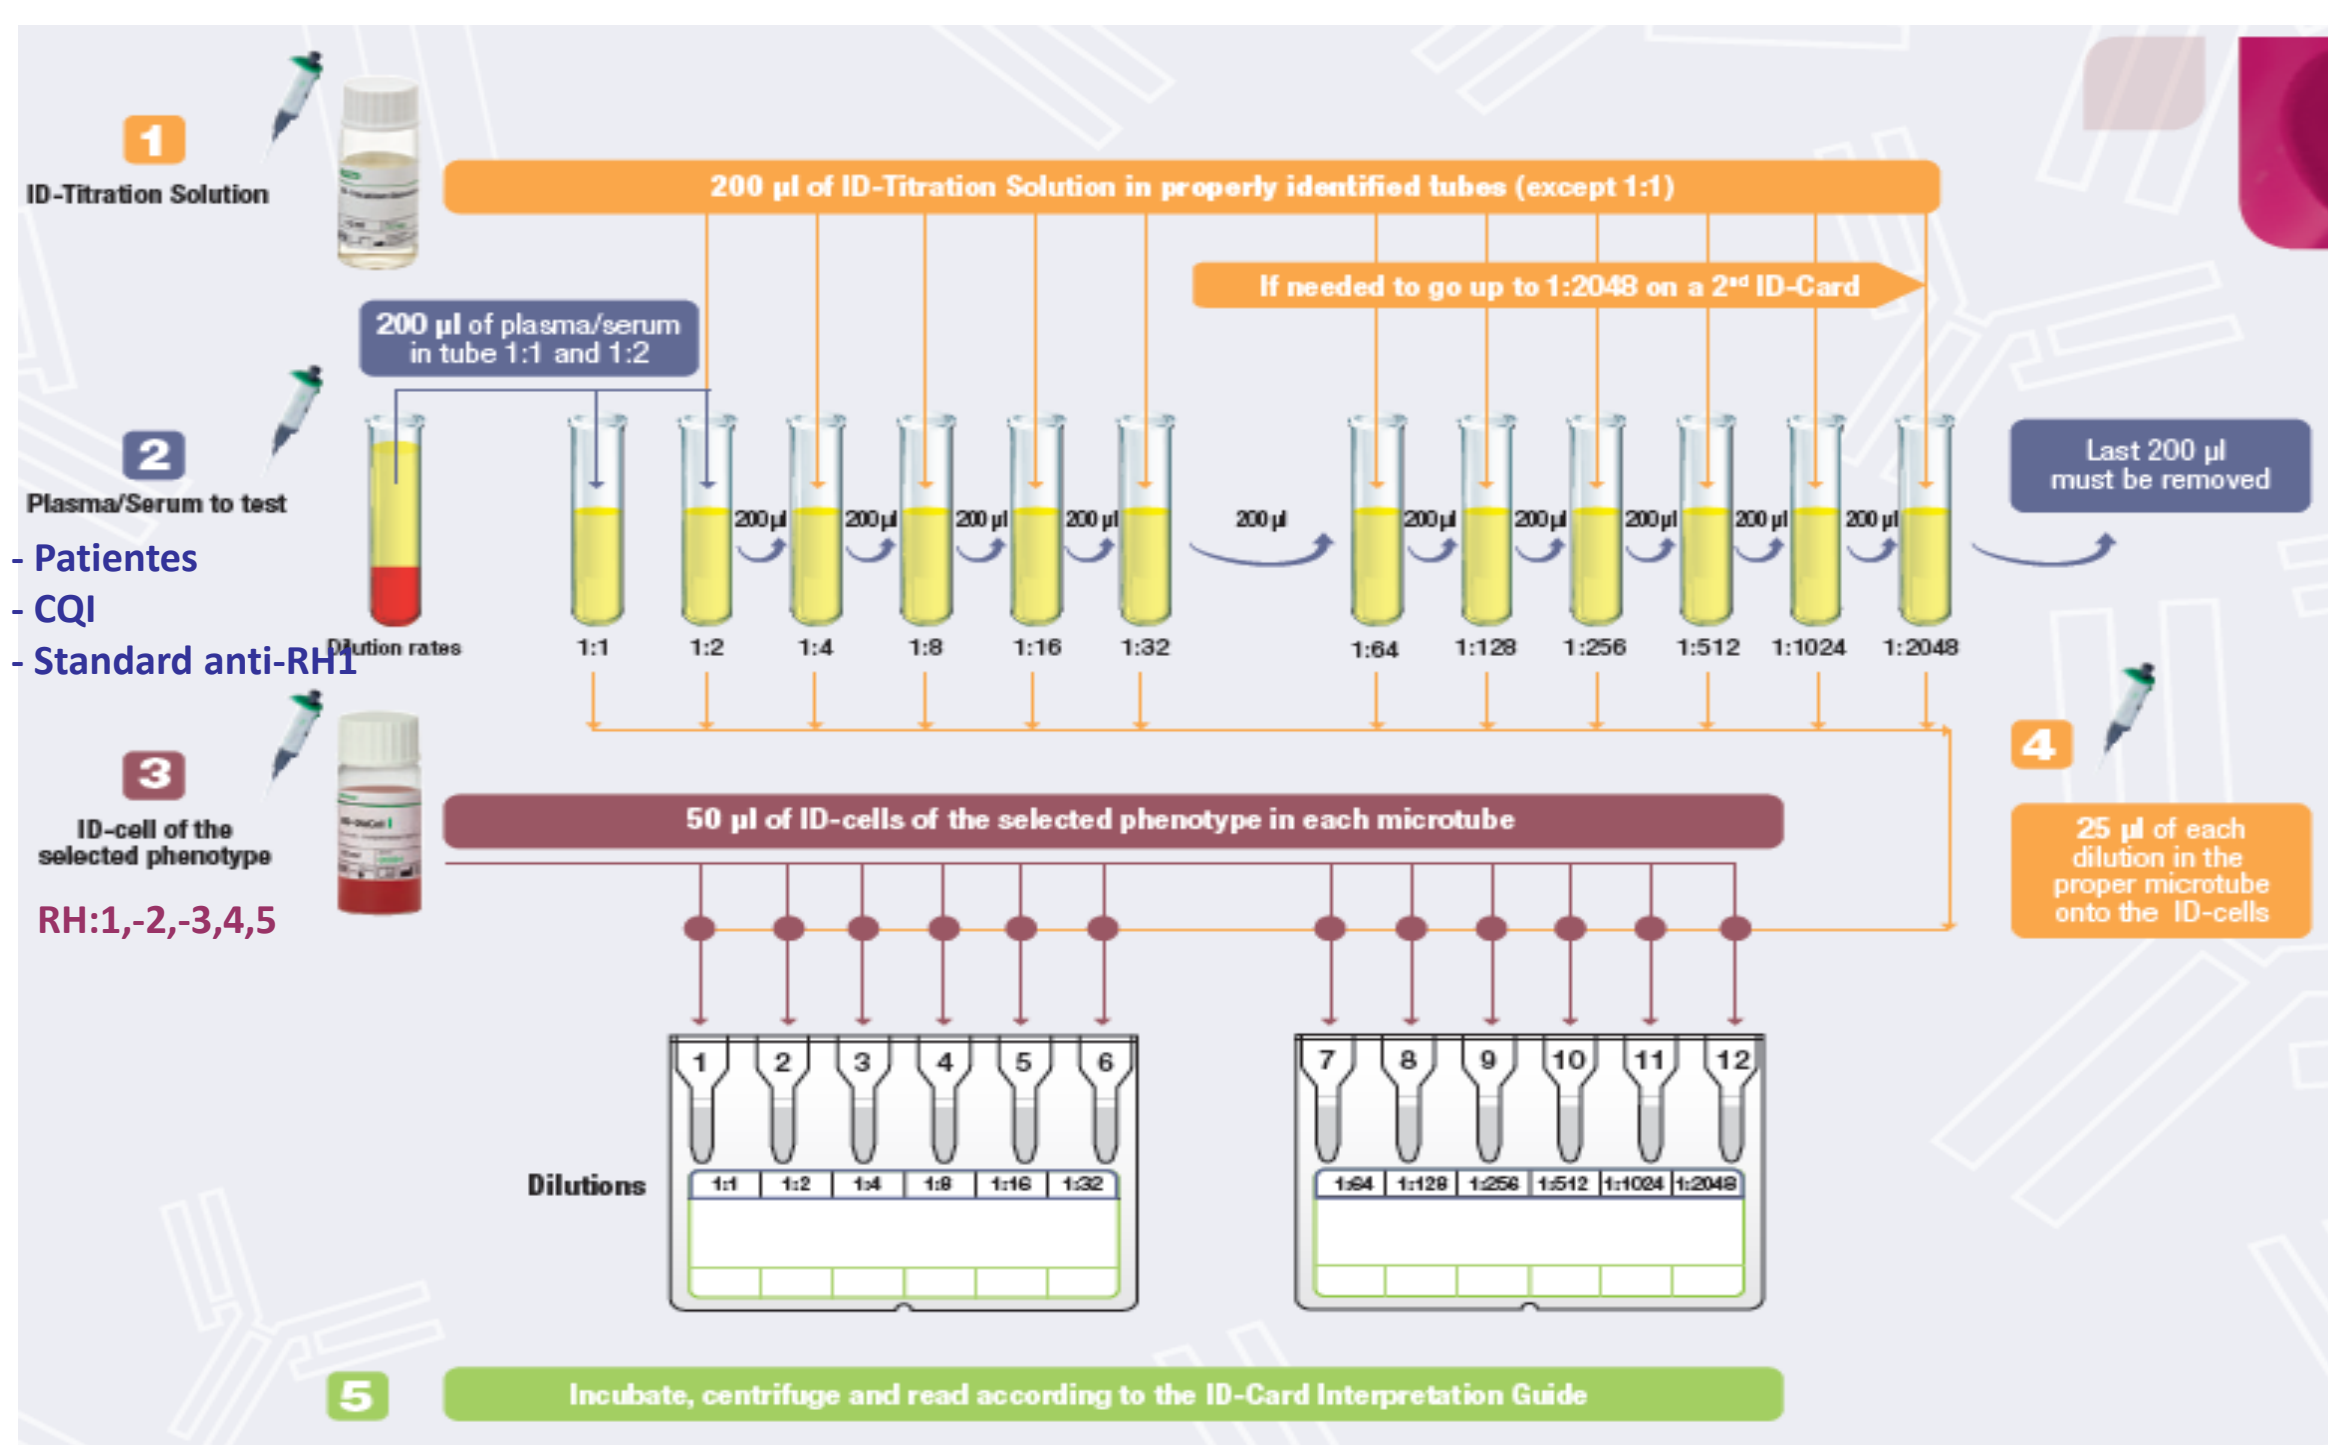 1
ID-Titration Solution
200 µl of ID-Titration Solution in properly identified tubes (except 1:1)
If needed to go up to 1:2048 on a 2nd ID-Card
200 µl of plasma/serum
in tube 1:1 and 1:2
2
Plasma/Serum to test
- Patientes
- CQI
- Standard anti-RH1
Last 200 µl
must be removed
200 µl 200 µl 200 µl 200 µl 200 µl 200 µl 200 µl 200 µl 200 µl 200 µl
Dilution rates 1:1 1:2 1:4 1:8 1:16 1:32 1:64 1:128 1:256 1:512 1:1024 1:2048
3
ID-cell of the
selected phenotype
RH:1,-2,-3,4,5
50 µl of ID-cells of the selected phenotype in each microtube
4
25 µl of each
dilution in the
proper microtube
onto the ID-cells
1 2 3 4 5 6 7 8 9 10 11 12
Dilutions 1:1 1:2 1:4 1:8 1:16 1:32 1:64 1:128 1:256 1:512 1:1024 1:2048
5
Incubate, centrifuge and read according to the ID-Card Interpretation Guide